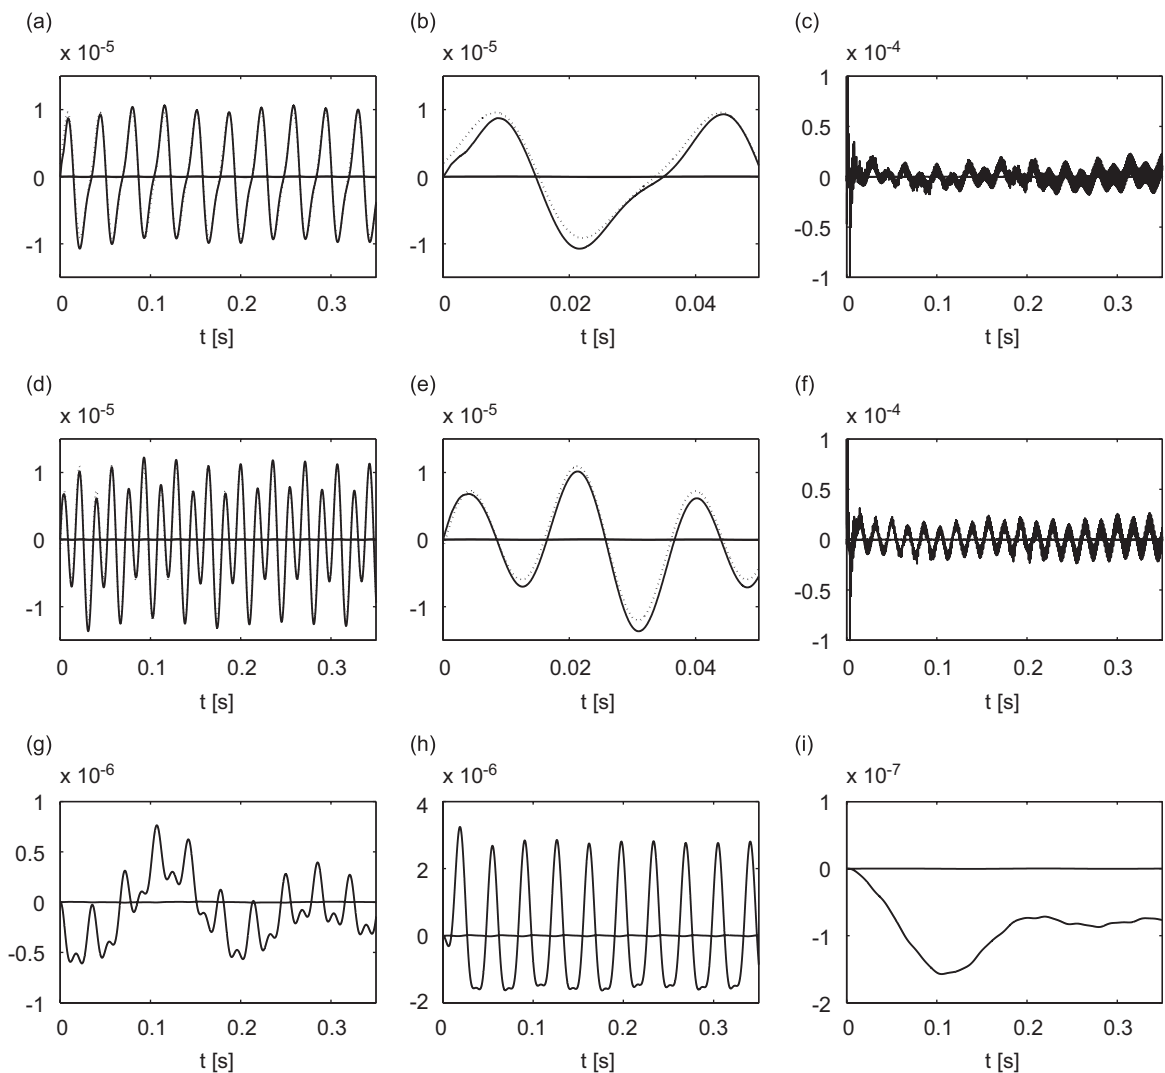 (a) (b) (c)
x 10-5 x 10-5 x 10-4
1 1 1
0.5
0 0 0
-0.5
-1 -1 -1
0 0.1 0.2 0.3 0 0.02 0.04 0 0.1 0.2 0.3
t [s] t [s] t [s]
(d) (e) (f)
x 10-5 x 10-5 x 10-4
1 1 1
0.5
0 0 0
-0.5
-1 -1 -1
0 0.1 0.2 0.3 0 0.02 0.04 0 0.1 0.2 0.3
t [s] t [s] t [s]
(g) (h) (i)
x 10-6 x 10-6 x 10-7
1 4 1
0.5 2 0
0 0 -1
-0.5
-1 -2 -2
0 0.1 0.2 0.3 0 0.1 0.2 0.3 0 0.1 0.2 0.3
t [s] t [s] t [s]